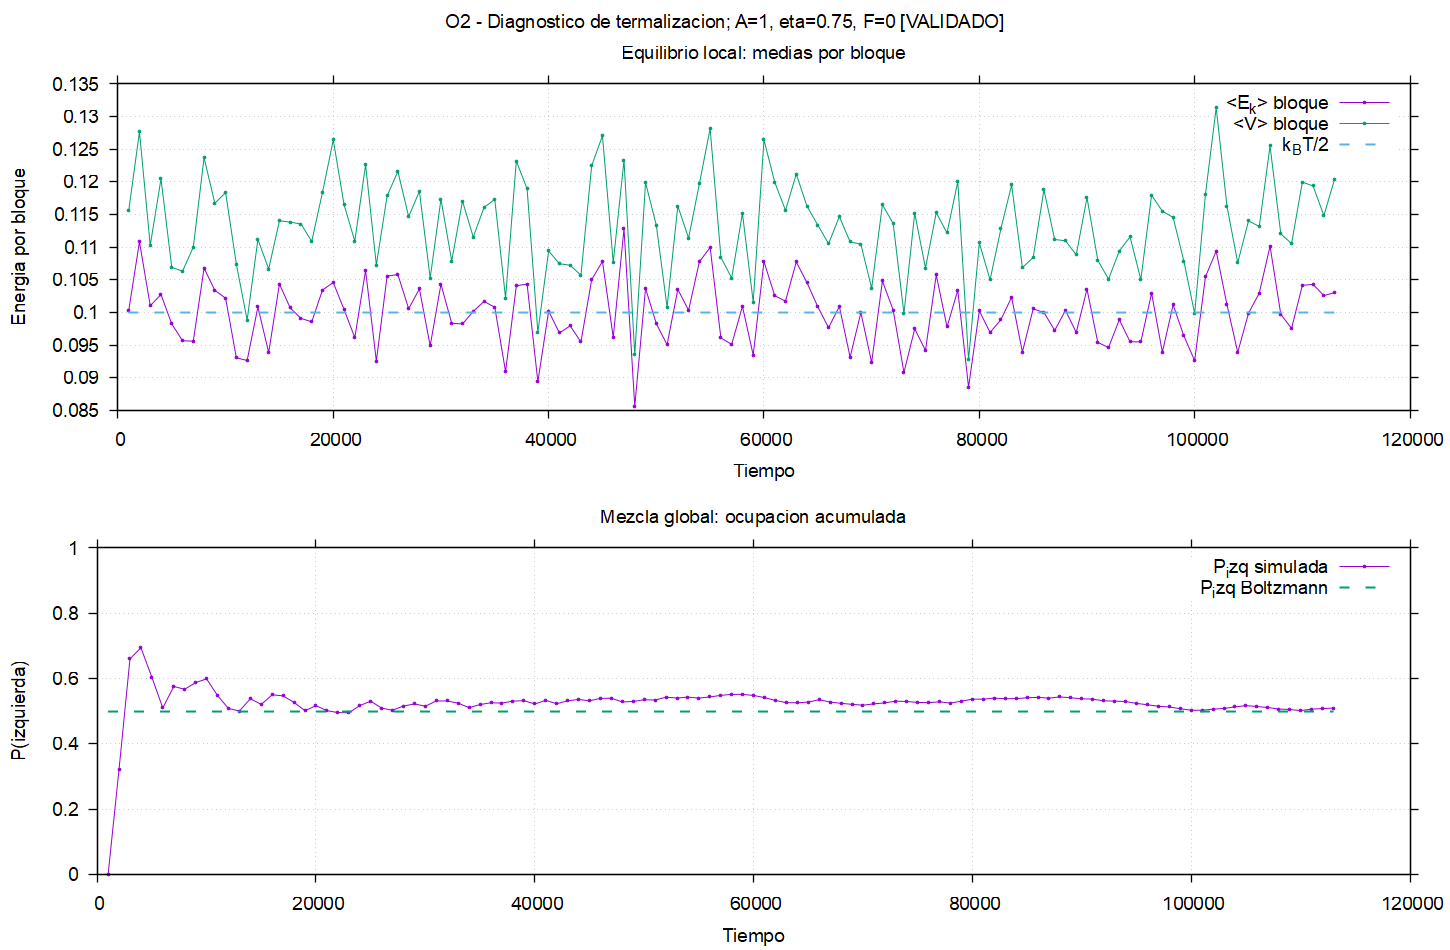 O2 - Diagnostico de termalizacion; A=1, eta=0.75, F=0 [VALIDADO]
Equilibrio local: medias por bloque
0.135
0.13
0.125
0.12
0.115
0.11
0.105
0.1
0.095
0.09
0.085
Energia por bloque
<E_k> bloque
<V> bloque
k_BT/2
0
20000
40000
60000
80000
100000
120000
Tiempo
Mezcla global: ocupacion acumulada
1
0.8
0.6
0.4
0.2
0
P(izquierda)
P_izq simulada
P_izq Boltzmann
0
20000
40000
60000
80000
100000
120000
Tiempo